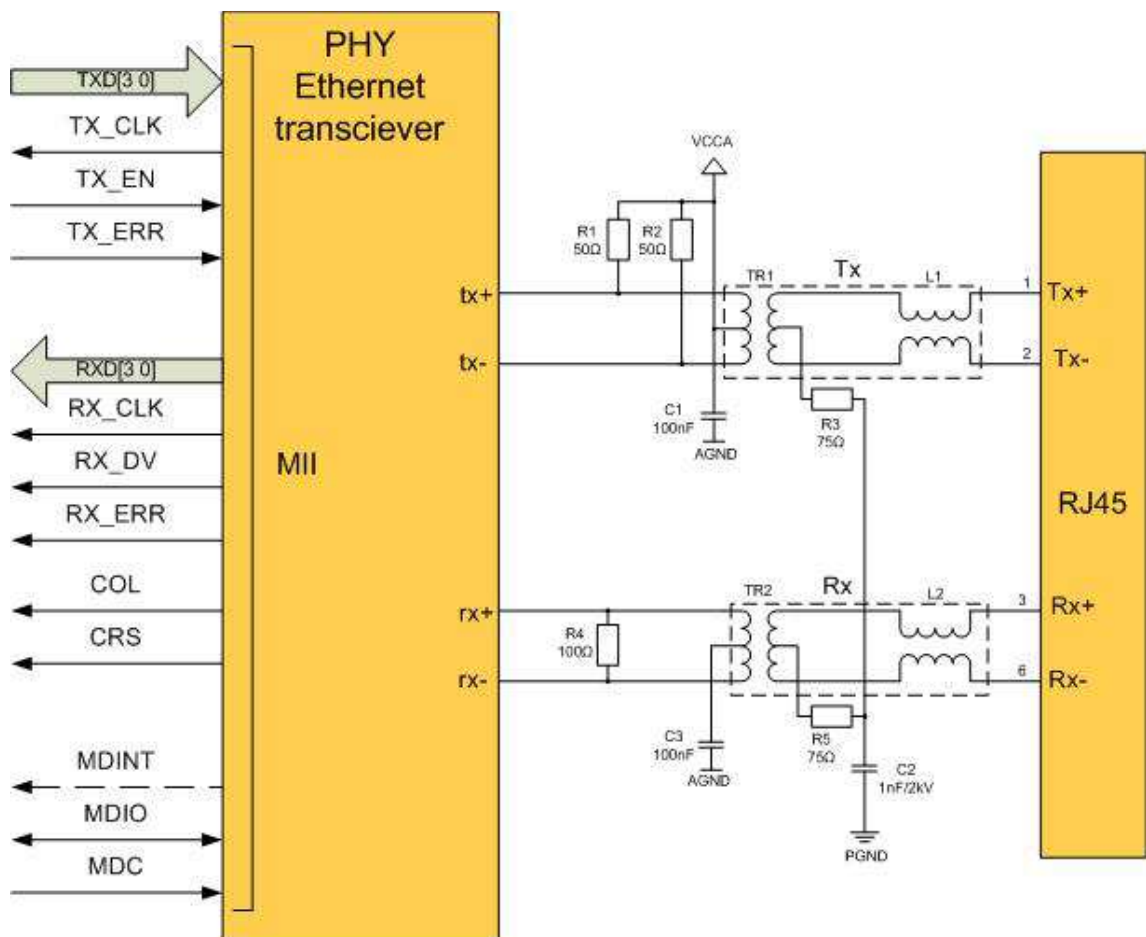 PHY
Ethernet
transciever
TXD[3 0]
TX_CLK
TX_EN
TX_ERR
RXD[3 0]
RX_CLK
RX_DV
RX_ERR
COL
CRS
MDINT
MDIO
MDC
MII
tx+
tx-
rx+
rx-
VCCA
R1
50Ω
R2
50Ω
TR1
Tx
L1
C1
100nF
AGND
R3
75Ω
TR2
Rx
L2
R4
100Ω
C3
100nF
AGND
R5
75Ω
C2
1nF/2kV
PGND
1
Tx+
2
Tx-
RJ45
3
Rx+
6
Rx-